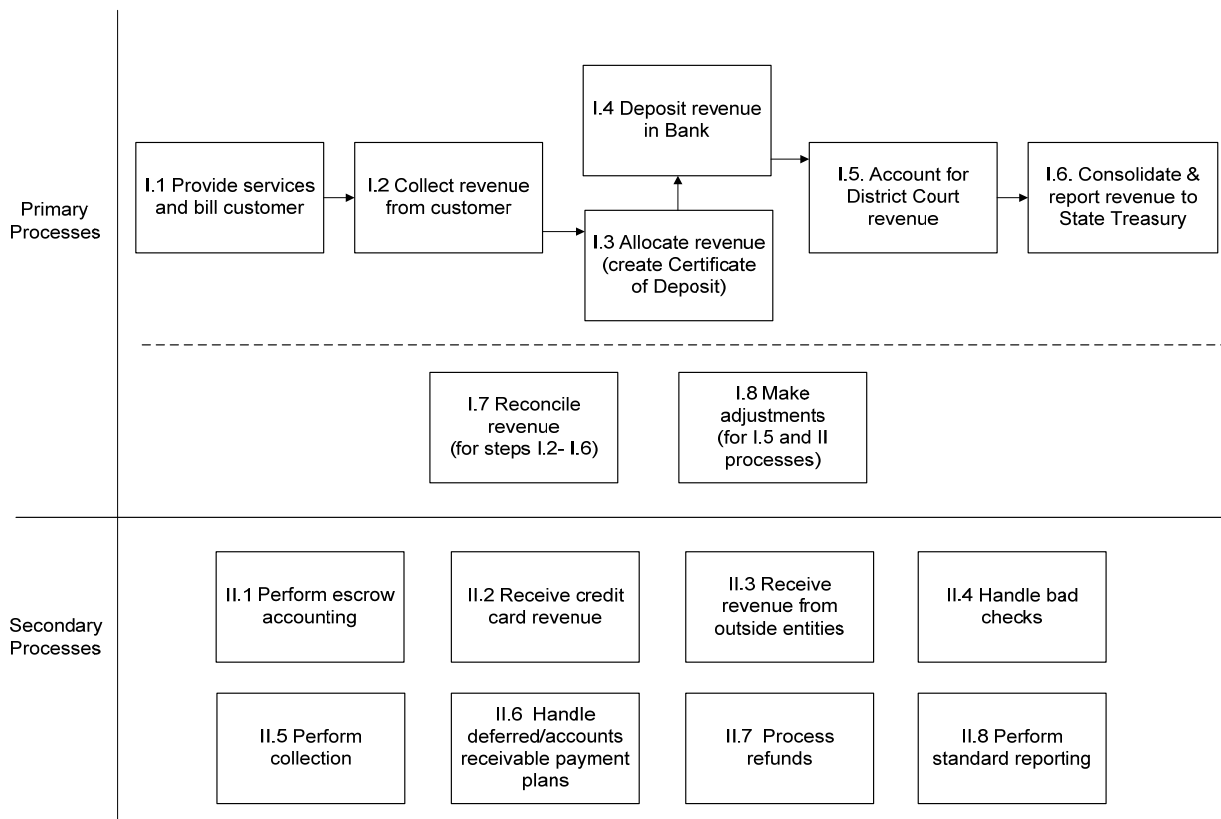 I.4 Deposit revenue
in Bank
Primary
Processes
I.1 Provide services
and bill customer
I.2 Collect revenue
from customer
I.3 Allocate revenue
(create Certificate
of Deposit)
I.5. Account for
District Court
revenue
I.6. Consolidate &
report revenue to
State Treasury
I.7 Reconcile
revenue
(for steps I.2- I.6)
I.8 Make
adjustments
(for I.5 and II
processes)
Secondary
Processes
II.1 Perform escrow
accounting
II.2 Receive credit
card revenue
II.3 Receive
revenue from
outside entities
II.4 Handle bad
checks
II.5 Perform
collection
II.6  Handle
deferred/accounts
receivable payment
plans
II.7  Process
refunds
II.8 Perform
standard reporting